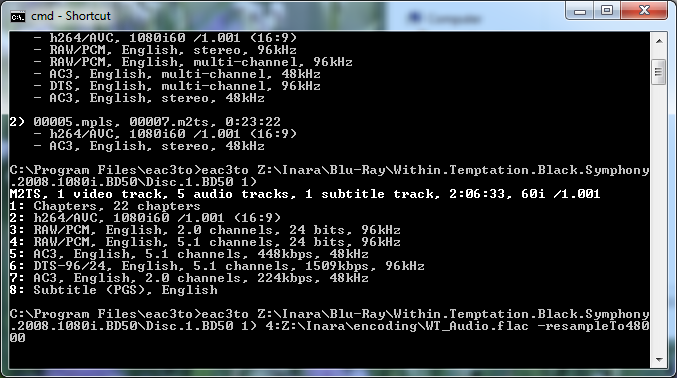 cmd - Shortcut
Computer
- h264/AVC, 1080i60 /1.001 (16:9)
- RAW/PCM, English, stereo, 96kHz
- RAW/PCM, English, multi-channel, 96kHz
- AC3, English, multi-channel, 48kHz
- DTS, English, multi-channel, 96kHz
- AC3, English, stereo, 48kHz
2) 00005.mpls, 00007.m2ts, 0:23:22
- h264/AVC, 1080i60 /1.001 (16:9)
- AC3, English, stereo, 48kHz
C:\Program Files\eac3to>eac3to Z:\Inara\Blu-Ray\Within.Temptation.Black.Symphony
.2008.1080i.BD50\Disc.1.BD50 1)
M2TS, 1 video track, 5 audio tracks, 1 subtitle track, 2:06:33, 60i /1.001
1: Chapters, 22 chapters
2: h264/AVC, 1080i60 /1.001 (16:9)
3: RAW/PCM, English, 2.0 channels, 24 bits, 96kHz
4: RAW/PCM, English, 5.1 channels, 24 bits, 96kHz
5: AC3, English, 5.1 channels, 448kbps, 48kHz
6: DTS-96/24, English, 5.1 channels, 1509kbps, 96kHz
7: AC3, English, 2.0 channels, 224kbps, 48kHz
8: Subtitle (PGS), English
C:\Program Files\eac3to>eac3to Z:\Inara\Blu-Ray\Within.Temptation.Black.Symphony
.2008.1080i.BD50\Disc.1.BD50 1) 4:Z:\Inara\encoding\WT_Audio.flac -resampleTo480
00